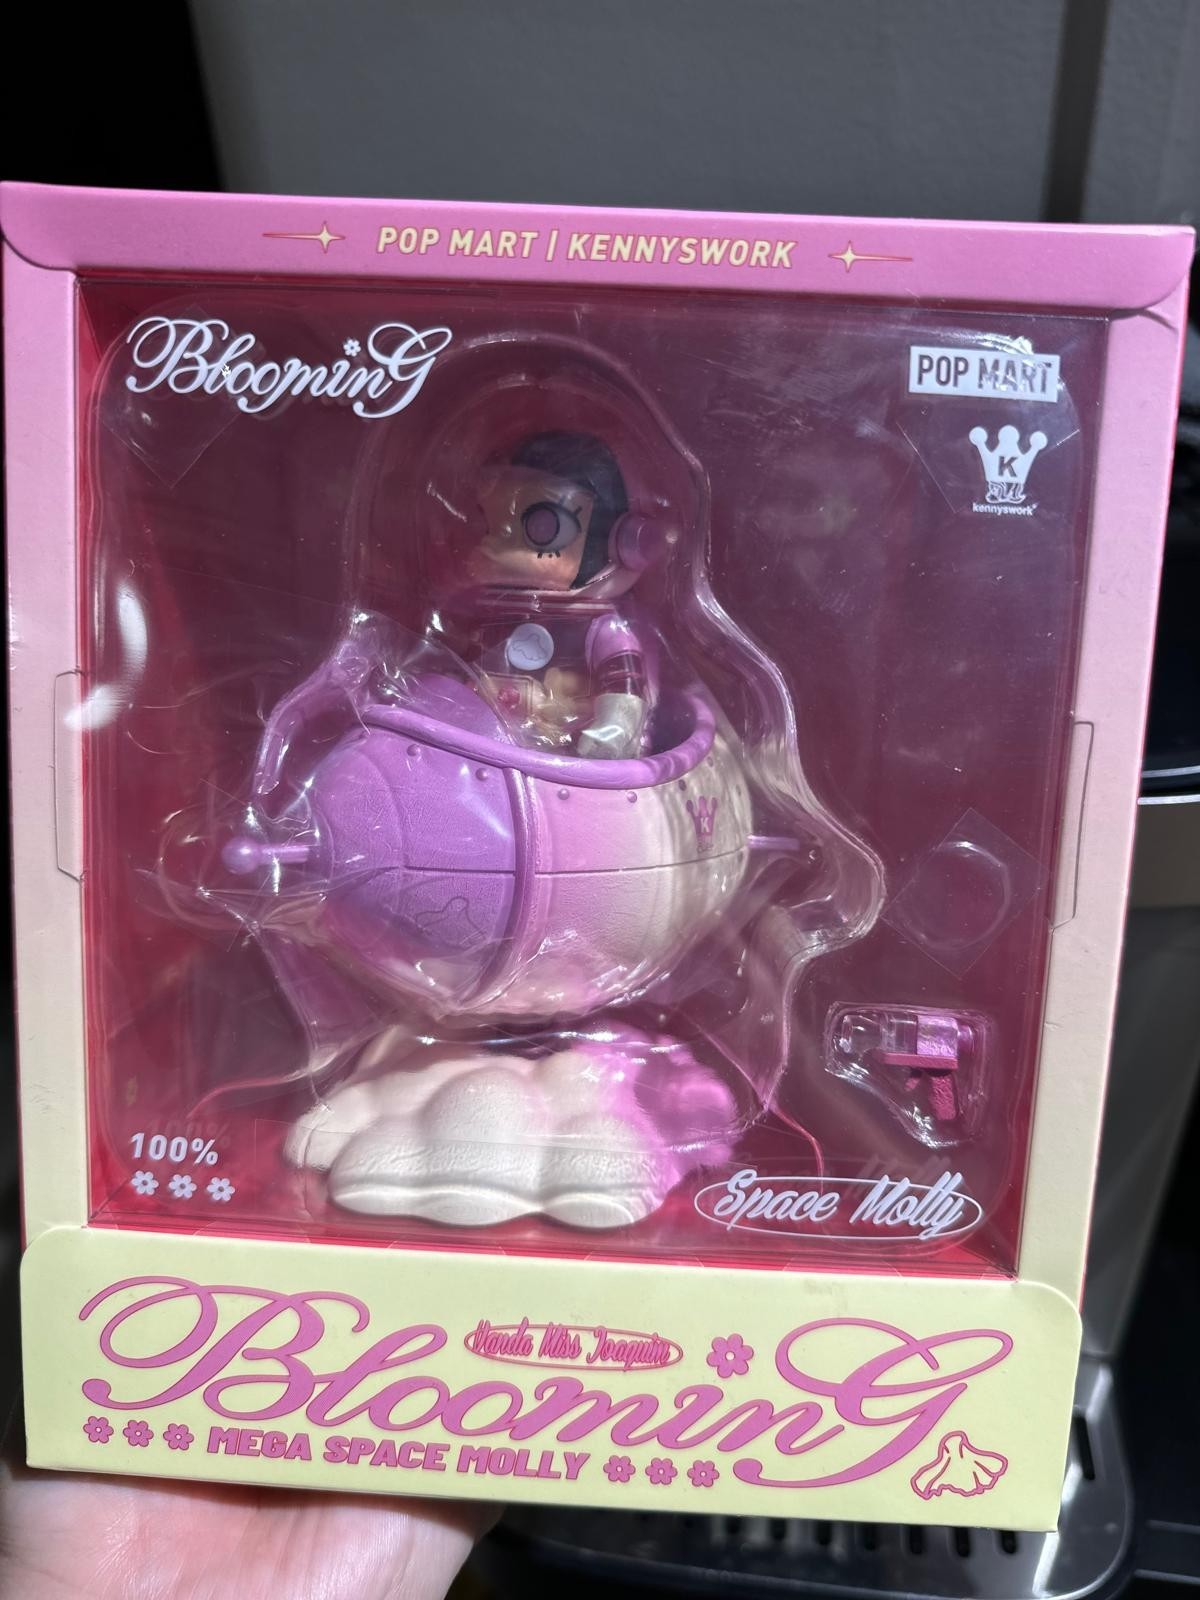 POP MART | KENNYSWORK
BloominG
POP MART
K
kennyswork
K
100%
Space Molly
Vanda Miss Joaquim
BloominG
MEGA SPACE MOLLY